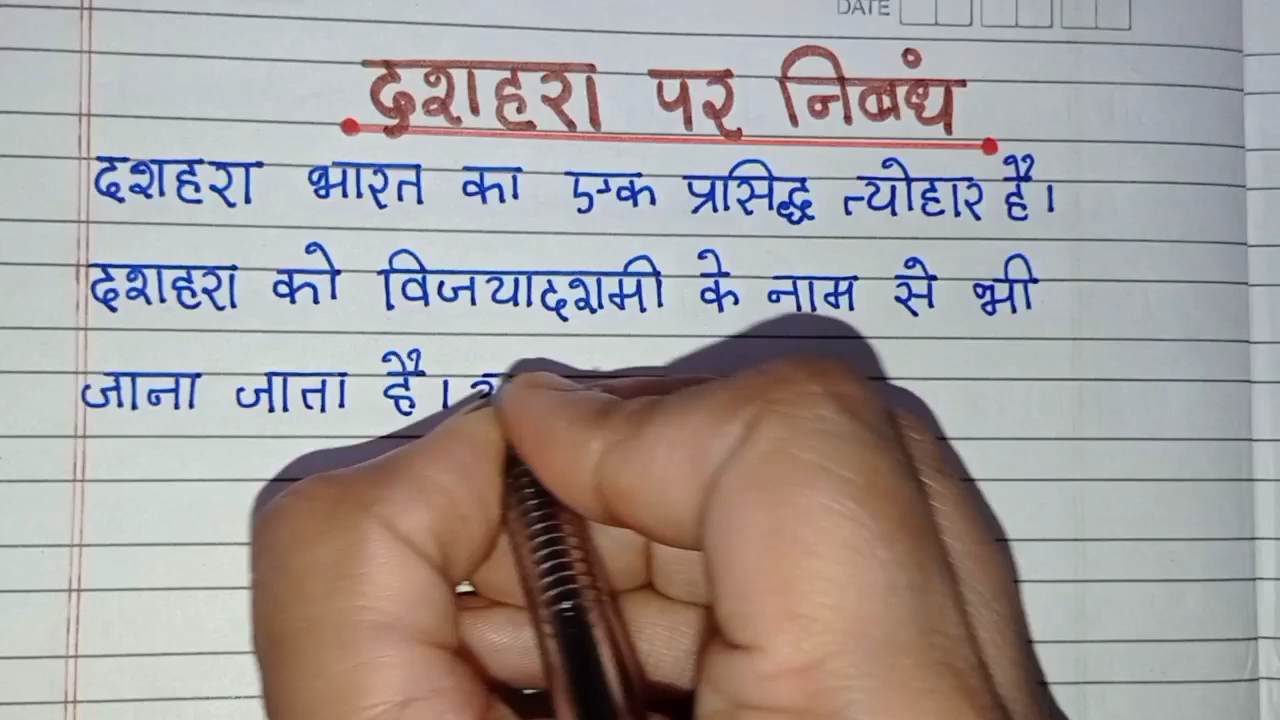 DATE
दशहरा पर निबंध
दशहरा भारत का एक प्रसिद्ध त्योहार है।
दशहरा को विजयादशमी के नाम से भी
जाना जाता है।